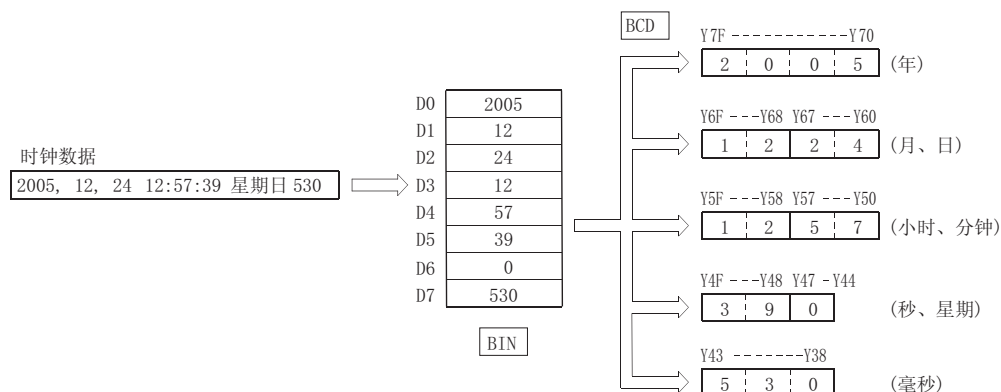 BCD
Y7F ------------Y70
2 0 0 5 (年)
Y6F ---Y68 Y67 ---Y60
1 2 2 4 (月、日)
Y5F ---Y58 Y57 ---Y50
1 2 5 7 (小时、分钟)
Y4F ---Y48 Y47 -Y44
3 9 0 (秒、星期)
Y43 -------Y38
5 3 0 (毫秒)
D0 2005
D1 12
D2 24
D3 12
D4 57
D5 39
D6 0
D7 530
BIN
时钟数据
2005, 12, 24 12:57:39 星期日 530